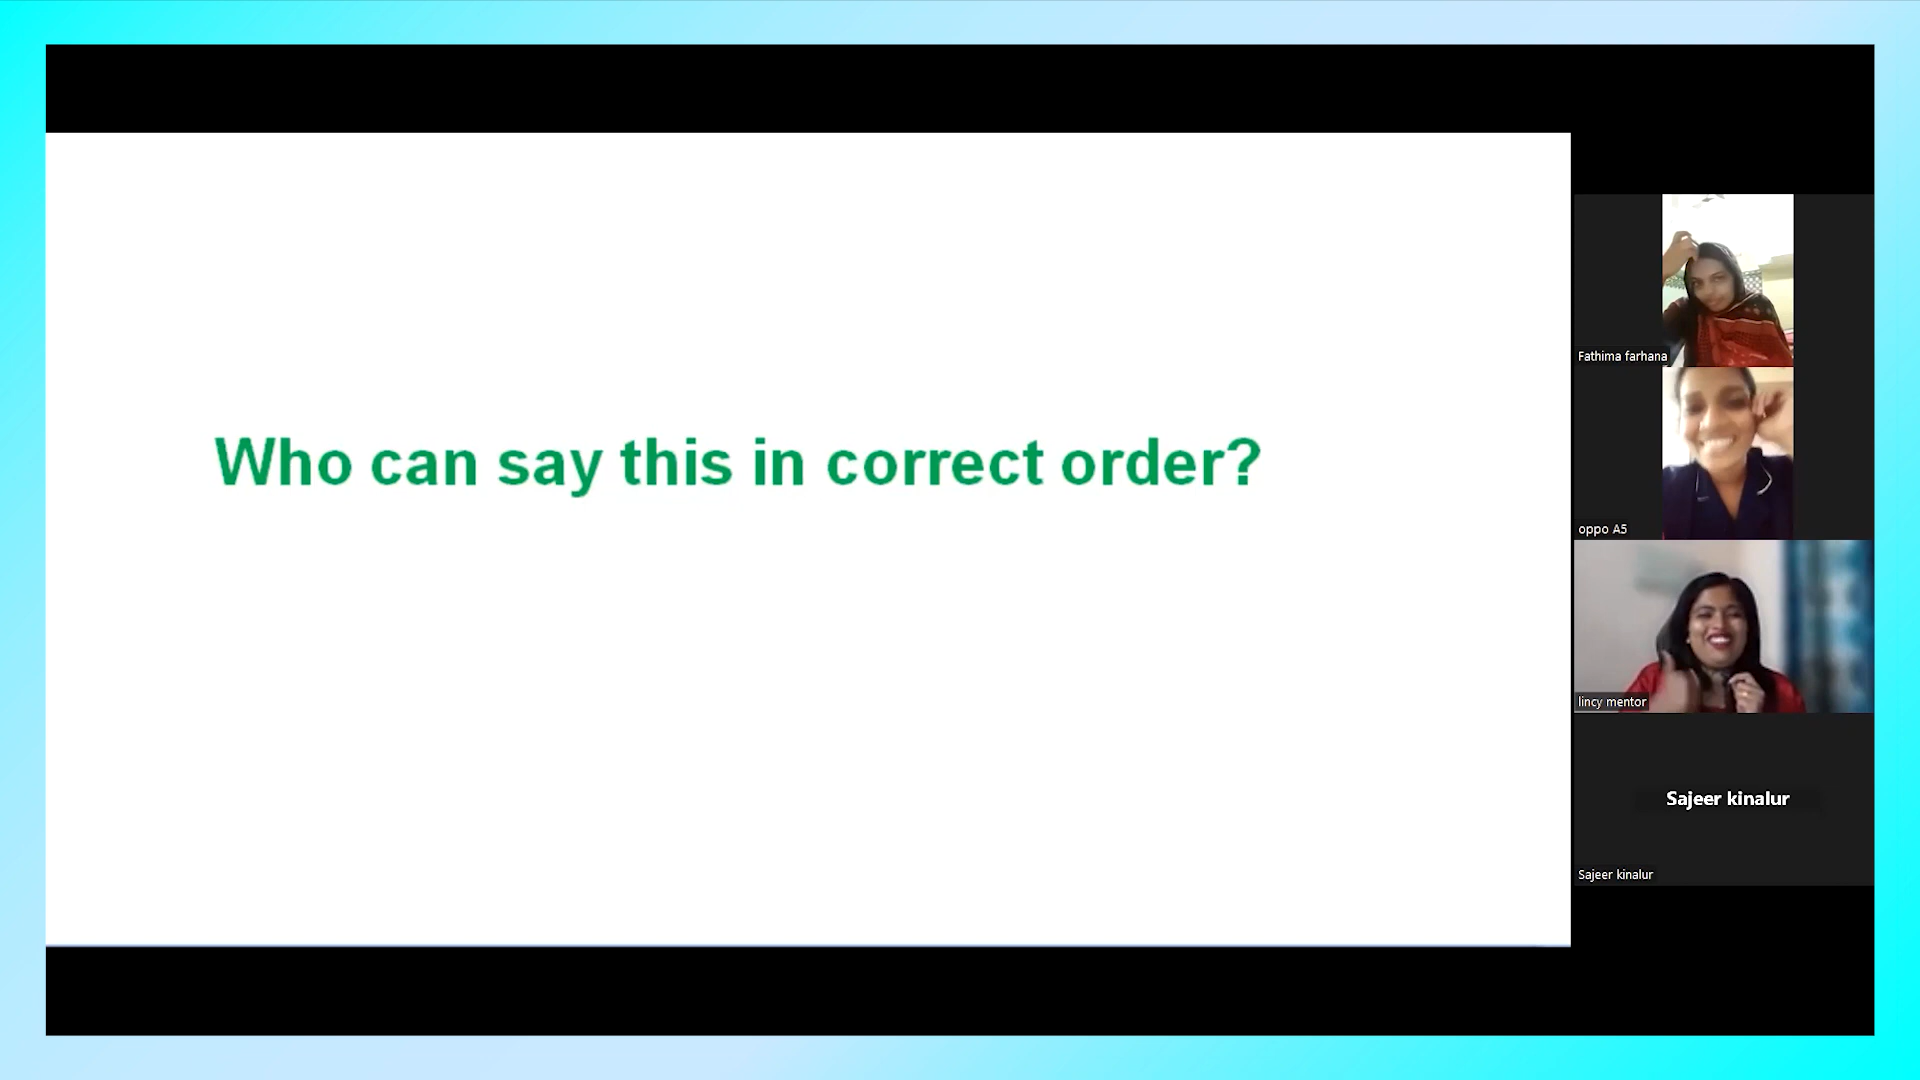 Who can say this in correct order?
Fathima farhana
oppo A5
lincy mentor
Sajeer kinalur
Sajeer kinalur